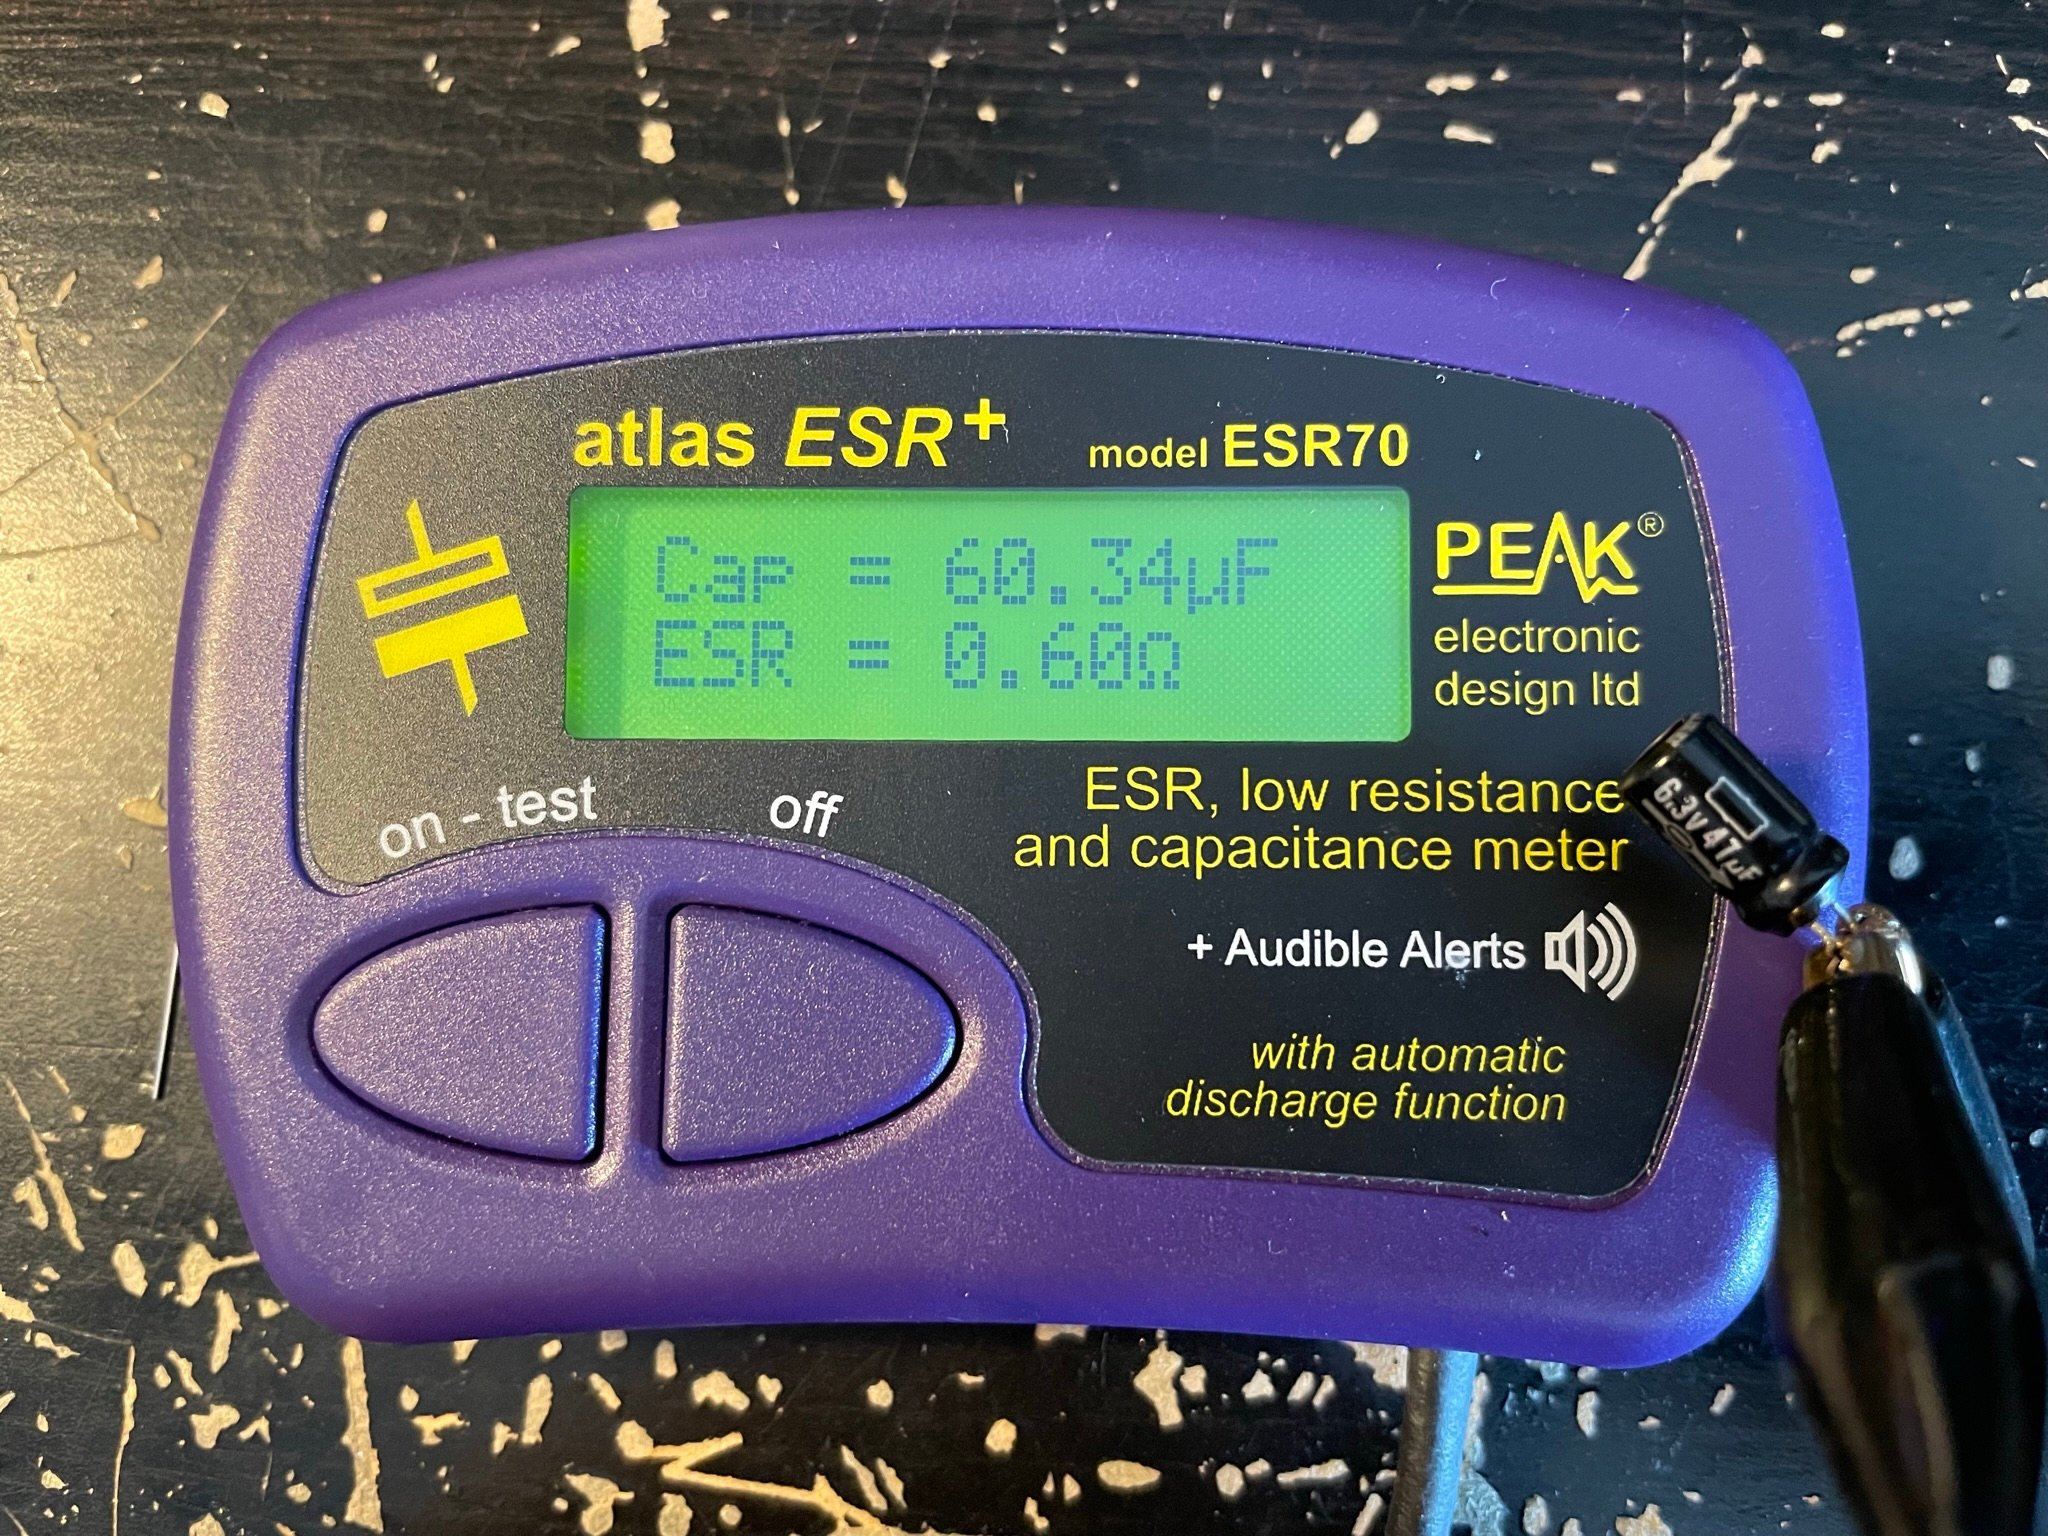 atlas ESR+ model ESR70
Cap = 60.34µF
ESR = 0.60Ω
PEAK®
electronic
design ltd
on - test
off
ESR, low resistance
and capacitance meter
+ Audible Alerts
with automatic
discharge function
6.3V 47µF